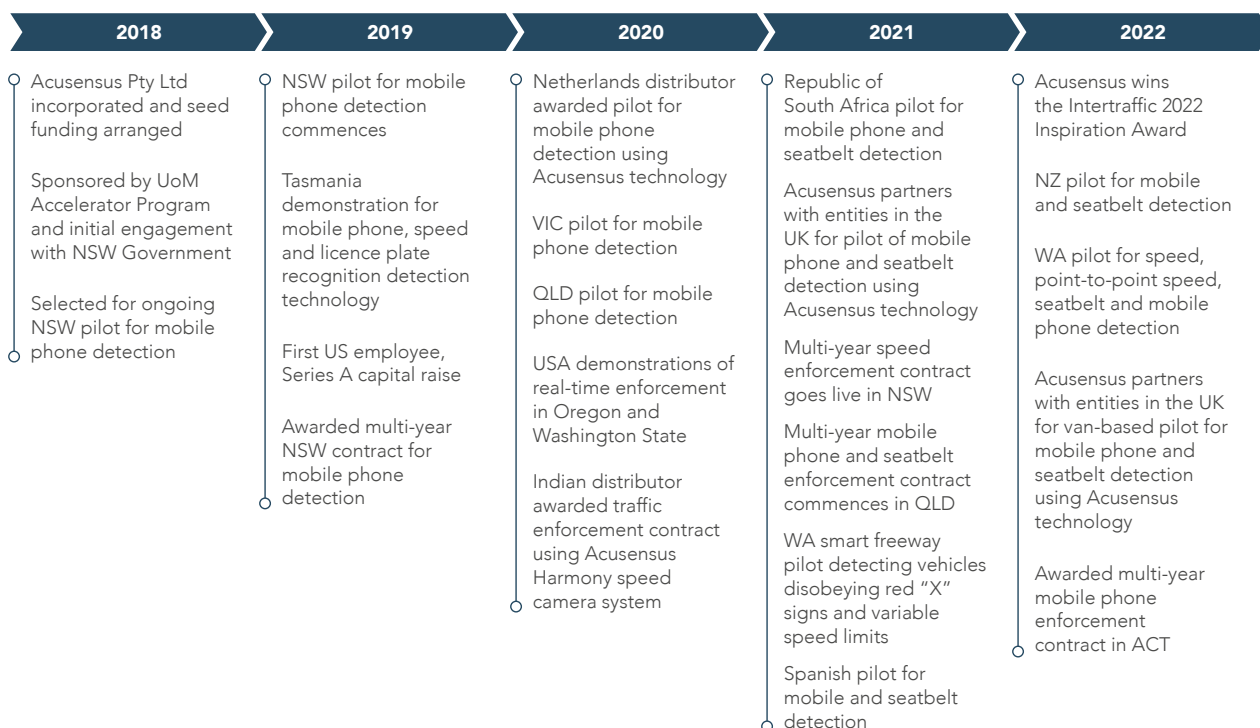 2018
Acusensus Pty Ltd
incorporated and seed
funding arranged
Sponsored by UoM
Accelerator Program
and initial engagement
with NSW Government
Selected for ongoing
NSW pilot for mobile
phone detection
2019
NSW pilot for mobile
phone detection
commences
Tasmania
demonstration for
mobile phone, speed
and licence plate
recognition detection
technology
First US employee,
Series A capital raise
Awarded multi-year
NSW contract for
mobile phone
detection
2020
Netherlands distributor
awarded pilot for
mobile phone
detection using
Acusensus technology
VIC pilot for mobile
phone detection
QLD pilot for mobile
phone detection
USA demonstrations of
real-time enforcement
in Oregon and
Washington State
Indian distributor
awarded traffic
enforcement contract
using Acusensus
Harmony speed
camera system
2021
Republic of
South Africa pilot for
mobile phone and
seatbelt detection
Acusensus partners
with entities in the
UK for pilot of mobile
phone and seatbelt
detection using
Acusensus technology
Multi-year speed
enforcement contract
goes live in NSW
Multi-year mobile
phone and seatbelt
enforcement contract
commences in QLD
WA smart freeway
pilot detecting vehicles
disobeying red “X”
signs and variable
speed limits
Spanish pilot for
mobile and seatbelt
detection
2022
Acusensus wins
the Intertraffic 2022
Inspiration Award
NZ pilot for mobile
and seatbelt detection
WA pilot for speed,
point-to-point speed,
seatbelt and mobile
phone detection
Acusensus partners
with entities in the UK
for van-based pilot for
mobile phone and
seatbelt detection
using Acusensus
technology
Awarded multi-year
mobile phone
enforcement
contract in ACT